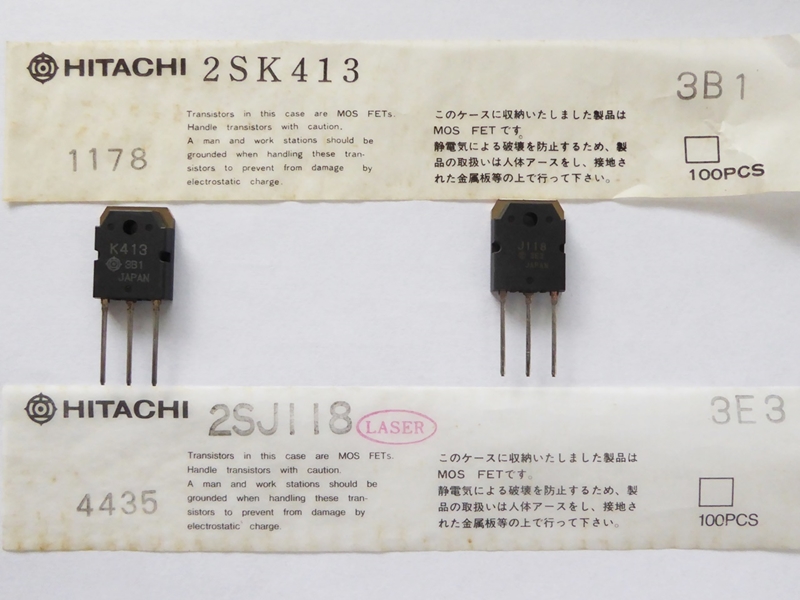 HITACHI 2SK413
3B1
1178
Transistors in this case are MOS FETs.
Handle transistors with caution.
A man and work stations should be
grounded when handling these tran-
sistors to prevent from damage by
electrostatic charge.
このケースに収納いたしました製品は
MOS FETです。
静電気による破壊を防止するため、製
品の取扱いは人体アースをし、接地さ
れた金属板等の上で行って下さい。
100PCS
K413
3B1
JAPAN
J118
JAPAN
HITACHI 2SJ118 LASER
3E3
4435
Transistors in this case are MOS FETs.
Handle transistors with caution.
A man and work stations should be
grounded when handling these tran-
sistors to prevent from damage by
electrostatic charge.
このケースに収納いたしました製品は
MOS FETです。
静電気による破壊を防止するため、製
品の取扱いは人体アースをし、接地さ
れた金属板等の上で行って下さい。
100PCS